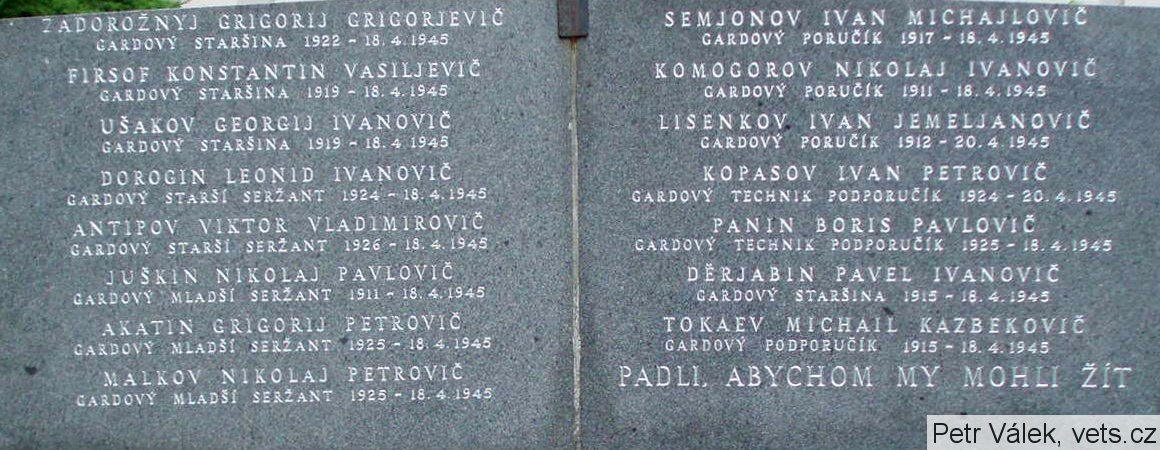 ZADOROŽNYJ GRIGORIJ GRIGORJEVIČ
GARDOVÝ STARŠINA 1922 - 18.4.1945
FIRSOF KONSTANTIN VASILJEVIČ
GARDOVÝ STARŠINA 1919 - 18.4.1945
UŠAKOV GEORGIJ IVANOVIČ
GARDOVÝ STARŠINA 1919 - 18.4.1945
DOROGIN LEONID IVANOVIČ
GARDOVÝ STARŠÍ SERŽANT 1924 - 18.4.1945
ANTIPOV VIKTOR VLADIMIROVIČ
GARDOVÝ STARŠÍ SERŽANT 1926 - 18.4.1945
JUŠKIN NIKOLAJ PAVLOVIČ
GARDOVÝ MLADŠÍ SERŽANT 1911 - 18.4.1945
AKATIN GRIGORIJ PETROVIČ
GARDOVÝ MLADŠÍ SERŽANT 1925 - 18.4.1945
MALKOV NIKOLAJ PETROVIČ
GARDOVÝ MLADŠÍ SERŽANT 1925 - 18.4.1945
SEMJONOV IVAN MICHAJLOVIČ
GARDOVÝ PORUČÍK 1917 - 18.4.1945
KOMOGOROV NIKOLAJ IVANOVIČ
GARDOVÝ PORUČÍK 1911 - 18.4.1945
LISENKOV IVAN JEMELJANOVIČ
GARDOVÝ PORUČÍK 1912 - 20.4.1945
KOPASOV IVAN PETROVIČ
GARDOVÝ TECHNIK PODPORUČÍK 1924 - 20.4.1945
PANIN BORIS PAVLOVIČ
GARDOVÝ TECHNIK PODPORUČÍK 1925 - 18.4.1945
DĚRJABIN PAVEL IVANOVIČ
GARDOVÝ STARŠINA 1915 - 18.4.1945
TOKAEV MICHAIL KAZBEKOVIČ
GARDOVÝ PODPORUČÍK 1915 - 18.4.1945
PADLI, ABYCHOM MY MOHLI ŽÍT
Petr Válek, vets.cz